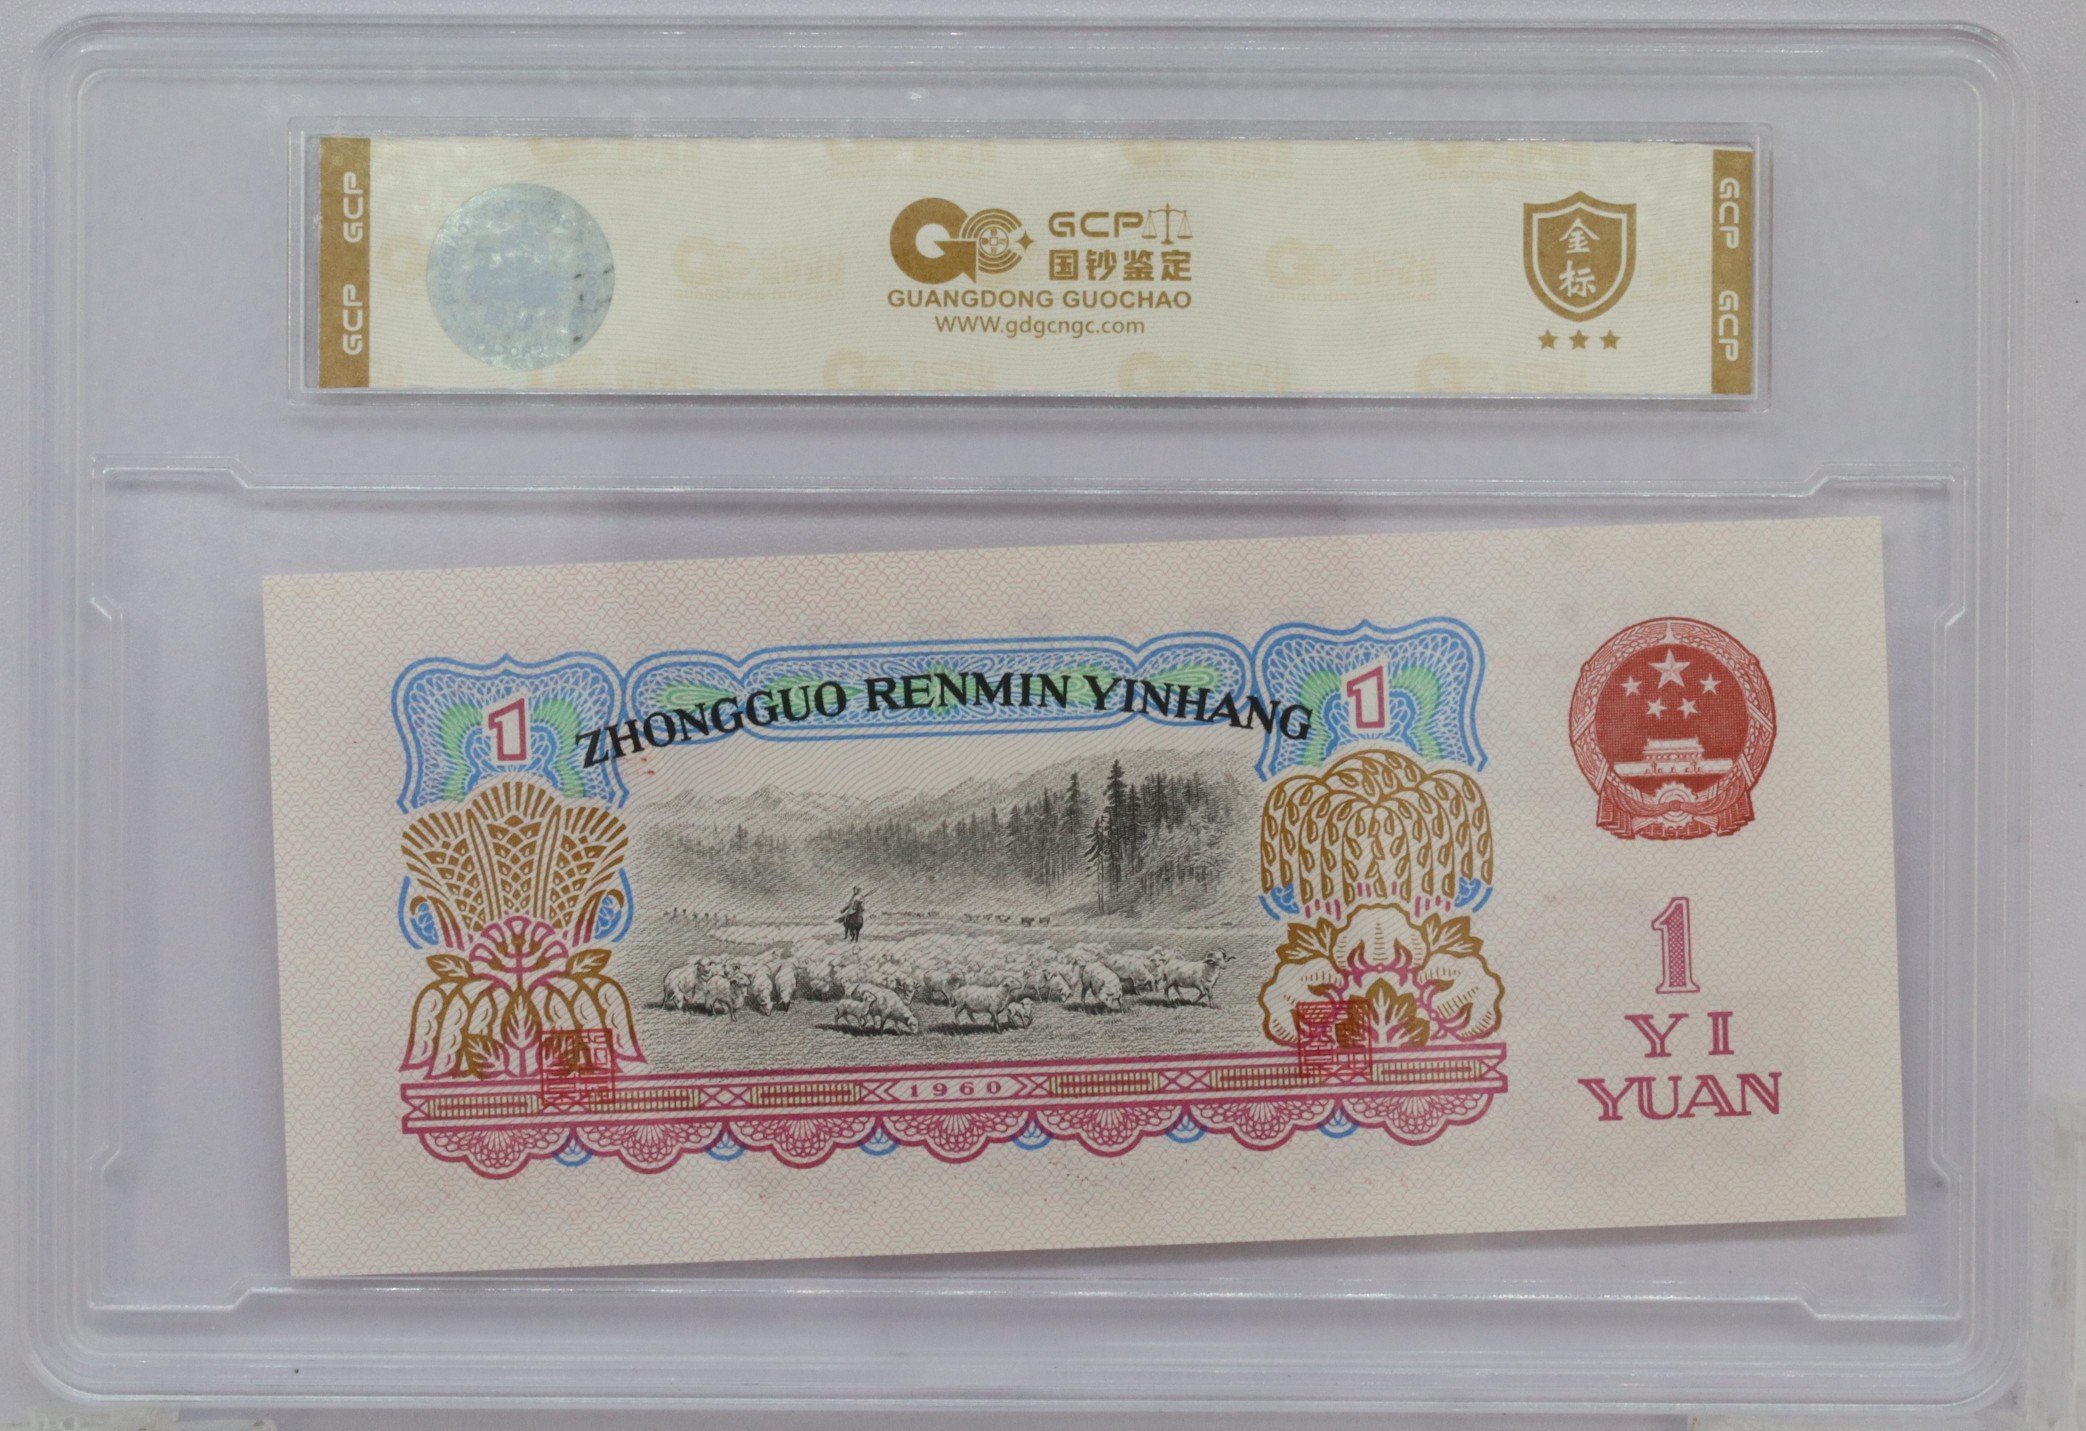 GCP GCP
GCP
国钞鉴定
GUANGDONG GUOCHAO
WWW.gdgcngc.com
金
标
GCP GCP
1
ZHONGGUO RENMIN YINHANG
1
1960
1
YI
YUAN